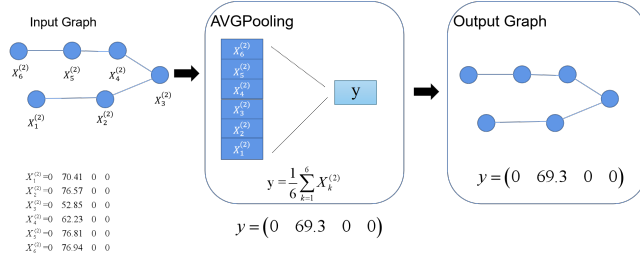 Input Graph
X₆⁽²⁾ X₅⁽²⁾ X₄⁽²⁾
X₃⁽²⁾
X₁⁽²⁾ X₂⁽²⁾
X₁⁽²⁾=0 70.41 0 0
X₂⁽²⁾=0 76.57 0 0
X₃⁽²⁾=0 52.85 0 0
X₄⁽²⁾=0 62.23 0 0
X₅⁽²⁾=0 76.81 0 0
X₆⁽²⁾=0 76.94 0 0
AVGPooling
X₆⁽²⁾
X₅⁽²⁾
X₄⁽²⁾
X₃⁽²⁾
X₂⁽²⁾
X₁⁽²⁾
y
y = 1/6 ∑ₖ₌₁⁶ Xₖ⁽²⁾
y = (0 69.3 0 0)
Output Graph
y = (0 69.3 0 0)